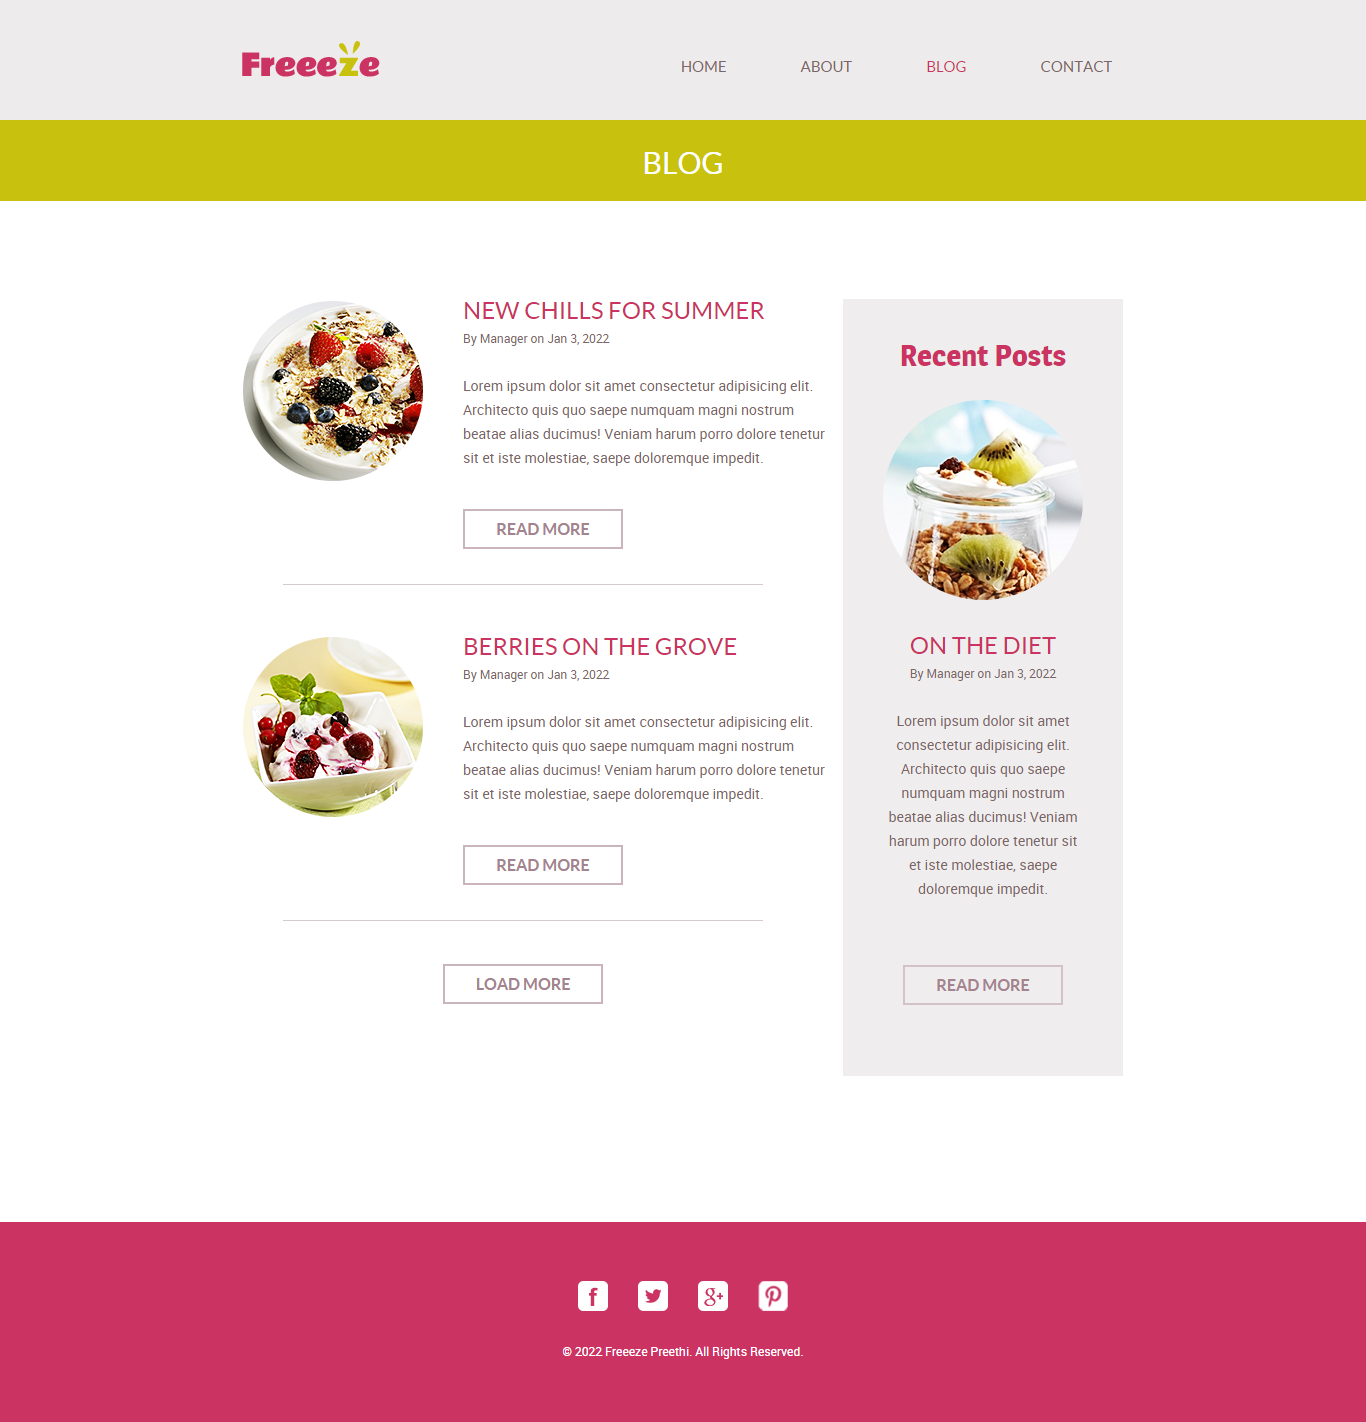 Freeeze
HOME
ABOUT
BLOG
CONTACT
BLOG
NEW CHILLS FOR SUMMER
By Manager on Jan 3, 2022
Lorem ipsum dolor sit amet consectetur adipisicing elit.
Architecto quis quo saepe numquam magni nostrum
beatae alias ducimus! Veniam harum porro dolore tenetur
sit et iste molestiae, saepe doloremque impedit.
READ MORE
BERRIES ON THE GROVE
By Manager on Jan 3, 2022
Lorem ipsum dolor sit amet consectetur adipisicing elit.
Architecto quis quo saepe numquam magni nostrum
beatae alias ducimus! Veniam harum porro dolore tenetur
sit et iste molestiae, saepe doloremque impedit.
READ MORE
LOAD MORE
Recent Posts
ON THE DIET
By Manager on Jan 3, 2022
Lorem ipsum dolor sit amet
consectetur adipisicing elit.
Architecto quis quo saepe
numquam magni nostrum
beatae alias ducimus! Veniam
harum porro dolore tenetur sit
et iste molestiae, saepe
doloremque impedit.
READ MORE
© 2022 Freeeze Preethi. All Rights Reserved.